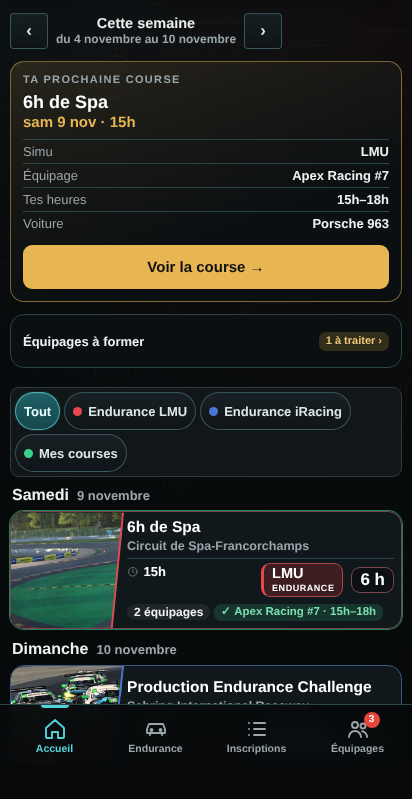 ‹ Cette semaine ›
du 4 novembre au 10 novembre
TA PROCHAINE COURSE
6h de Spa
sam 9 nov · 15h
Simu LMU
Équipage Apex Racing #7
Tes heures 15h–18h
Voiture Porsche 963
Voir la course →
Équipages à former 1 à traiter ›
Tout Endurance LMU Endurance iRacing
Mes courses
Samedi 9 novembre
6h de Spa
Circuit de Spa-Francorchamps
15h LMU 6 h
ENDURANCE
2 équipages ✓ Apex Racing #7 · 15h–18h
Dimanche 10 novembre
Production Endurance Challenge
Sebring International Raceway
3
Accueil Endurance Inscriptions Équipages